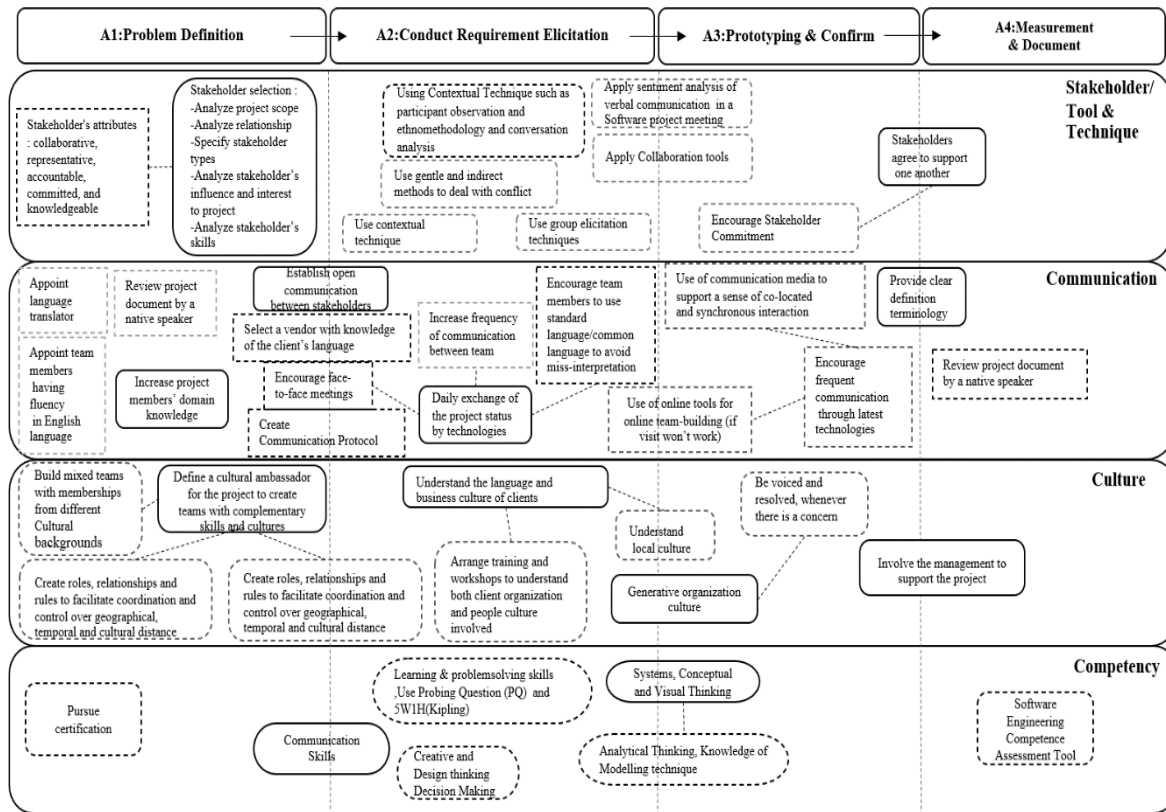 A1:Problem Definition
A2:Conduct Requirement Elicitation
A3:Prototyping & Confirm
A4:Measurement
& Document
Stakeholder/
Tool &
Technique
Stakeholder's attributes
: collaborative,
representative,
accountable,
committed, and
knowledgeable
Stakeholder selection :
-Analyze project scope
-Analyze relationship
-Specify stakeholder
types
-Analyze stakeholder's
influence and interest to
project
-Analyze stakeholder's
skills
Using Contextual Technique such as
participant observation and
ethnomethodology and conversation
analysis
Use gentle and indirect
methods to deal with conflict
Use contextual
technique
Use group elicitation
techniques
Apply sentiment analysis of
verbal communication in a
Software project meeting
Apply Collaboration tools
Encourage Stakeholder
Commitment
Stakeholders
agree to support
one another
Communication
Appoint
language
translator
Review project
document by a
native speaker
Establish open
communication
between stakeholders
Select a vendor with knowledge
of the client's language
Appoint team
members
having
fluency
in English
language
Increase project
members' domain
knowledge
Encourage face-
to-face meetings
Create
Communication Protocol
Increase frequency
of communication
between team
Daily exchange of
the project status
by technologies
Encourage team
members to use
standard
language/common
language to avoid
miss-interpretation
Use of communication media to
support a sense of co-located
and synchronous interaction
Use of online tools for
online team-building (if
visit won't work)
Encourage
frequent
communication
through latest
technologies
Provide clear
definition
terminology
Review project document
by a native speaker
Culture
Build mixed teams
with memberships
from different
Cultural
backgrounds
Define a cultural ambassador
for the project to create
teams with complementary
skills and cultures
Create roles, relationships and
rules to facilitate coordination and
control over geographical,
temporal and cultural distance
Create roles, relationships and
rules to facilitate coordination and
control over geographical,
temporal and cultural distance
Understand the language and
business culture of clients
Arrange training and
workshops to understand
both client organization
and people culture
involved
Understand
local culture
Generative organization
culture
Be voiced and
resolved, whenever
there is a concern
Involve the management to
support the project
Competency
Pursue
certification
Communication
Skills
Learning & problemsolving skills
,Use Probing Question (PQ) and
5W1H(Kipling)
Creative and
Design thinking
Decision Making
Systems, Conceptual
and Visual Thinking
Analytical Thinking, Knowledge of
Modelling technique
Software
Engineering
Competence
Assessment Tool